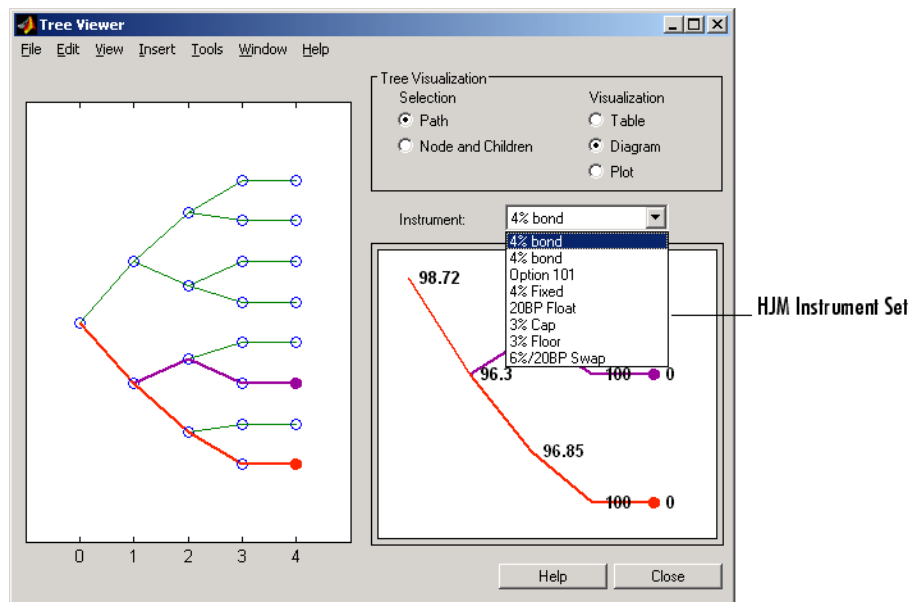 Tree Viewer
File Edit View Insert Tools Window Help
Tree Visualization
Selection
Visualization
Path
Table
Node and Children
Diagram
Plot
Instrument:
4% bond
4% bond
4% bond
Option 101
4% Fixed
20BP Float
3% Cap
3% Floor
6%/20BP Swap
HJM Instrument Set
98.72
96.3
100
0
96.85
100
0
0 1 2 3 4
Help
Close